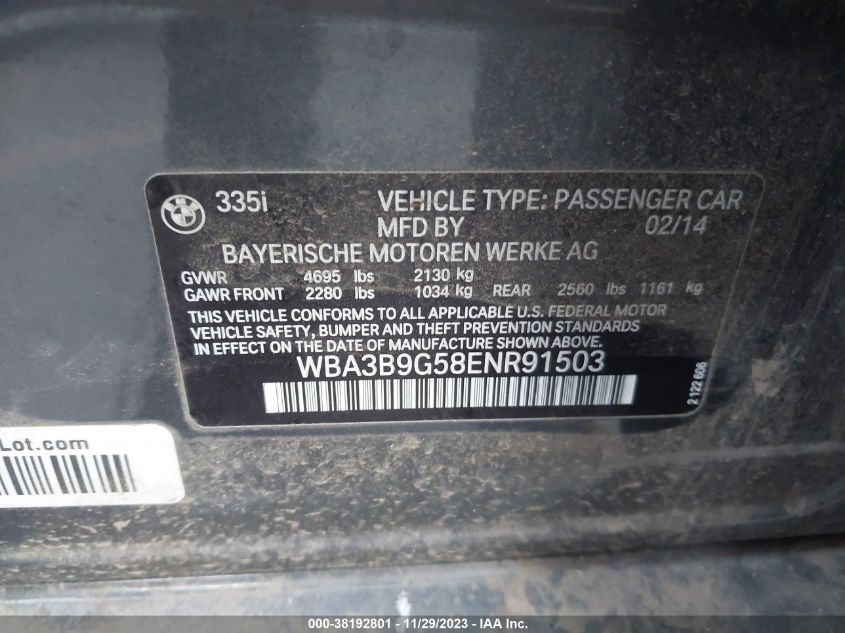 335i VEHICLE TYPE: PASSENGER CAR
MFD BY 02/14
BAYERISCHE MOTOREN WERKE AG
GVWR 4695 lbs 2130 kg
GAWR FRONT 2280 lbs 1034 kg REAR 2560 lbs 1161 kg
THIS VEHICLE CONFORMS TO ALL APPLICABLE U.S. FEDERAL MOTOR
VEHICLE SAFETY, BUMPER AND THEFT PREVENTION STANDARDS
IN EFFECT ON THE DATE OF MANUFACTURE SHOWN ABOVE.
WBA3B9G58ENR91503
2 122 606
Lot.com
000-38192801 - 11/29/2023 - IAA Inc.